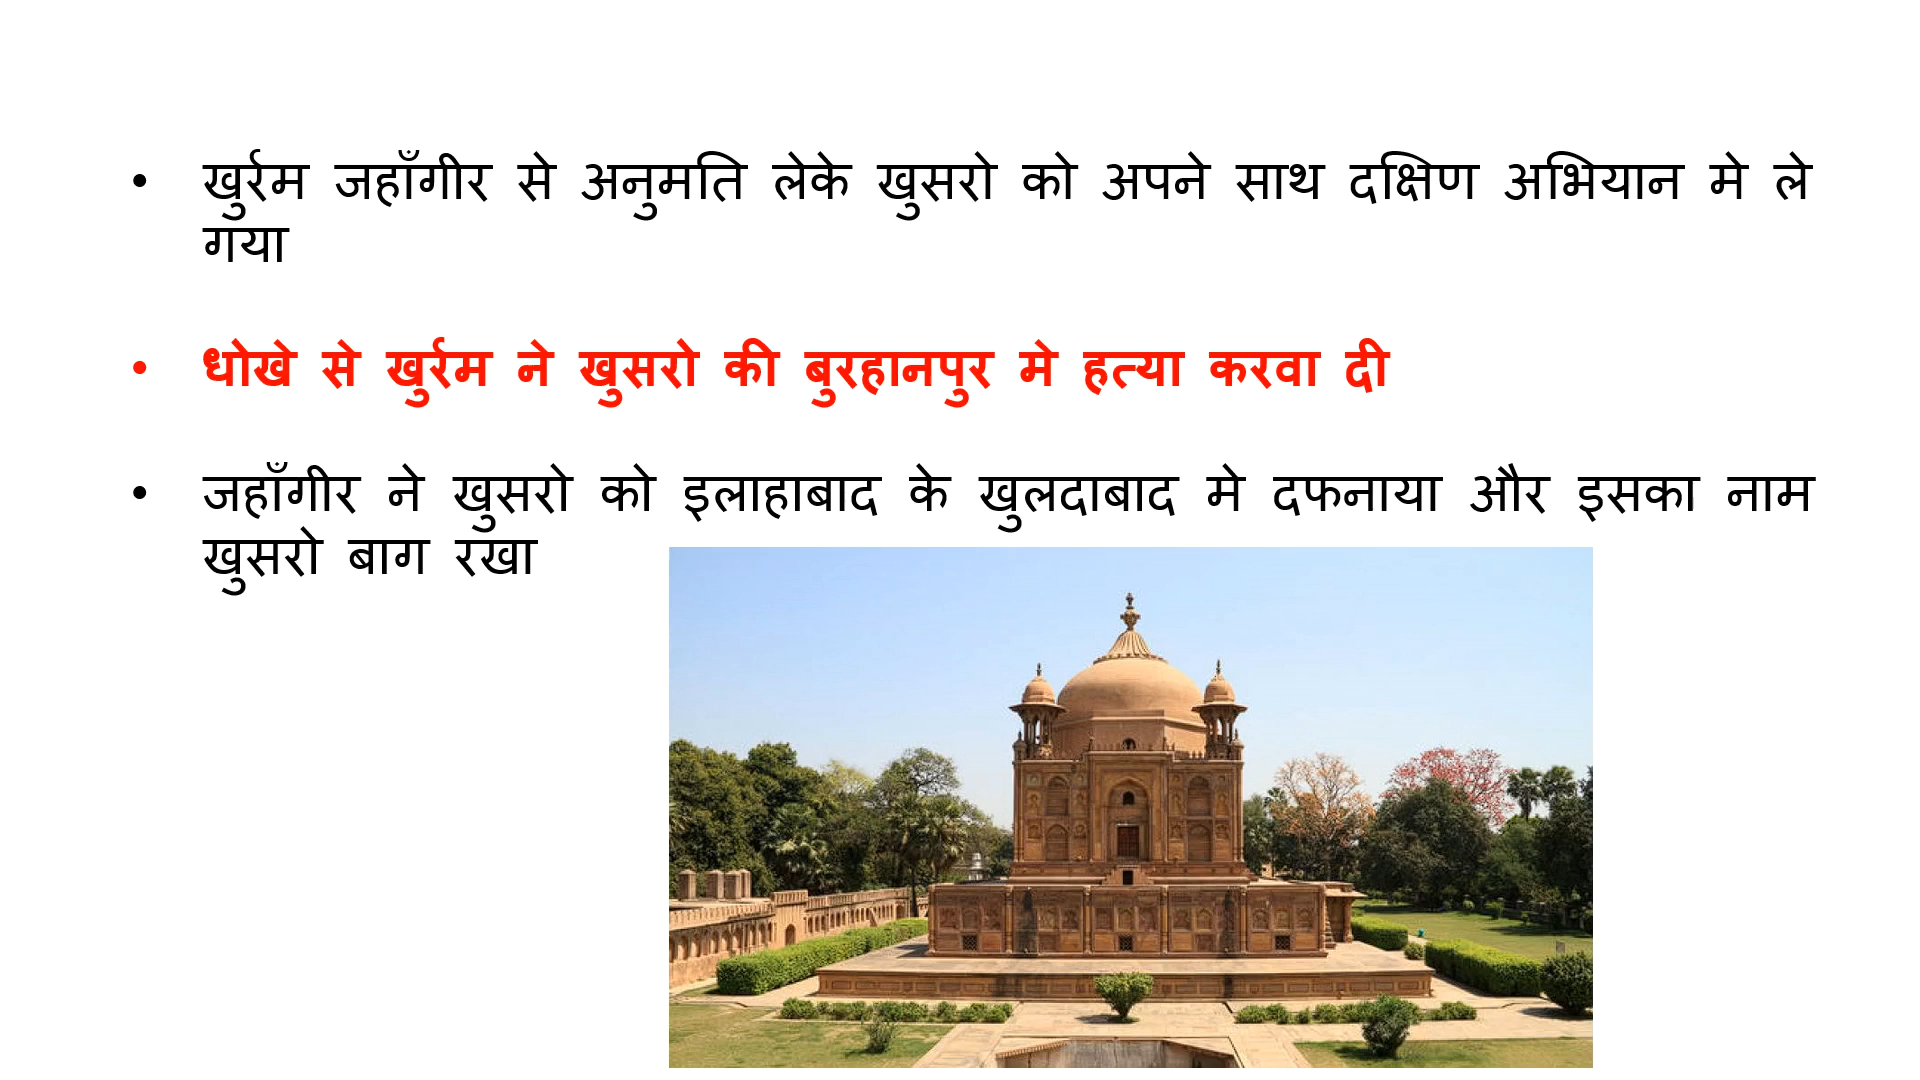 • खुर्रम जहाँगीर से अनुमति लेके खुसरो को अपने साथ दक्षिण अभियान मे ले
गया
• धोखे से खुर्रम ने खुसरो की बुरहानपुर मे हत्या करवा दी
• जहाँगीर ने खुसरो को इलाहाबाद के खुलदाबाद मे दफनाया और इसका नाम
खुसरो बाग रखा